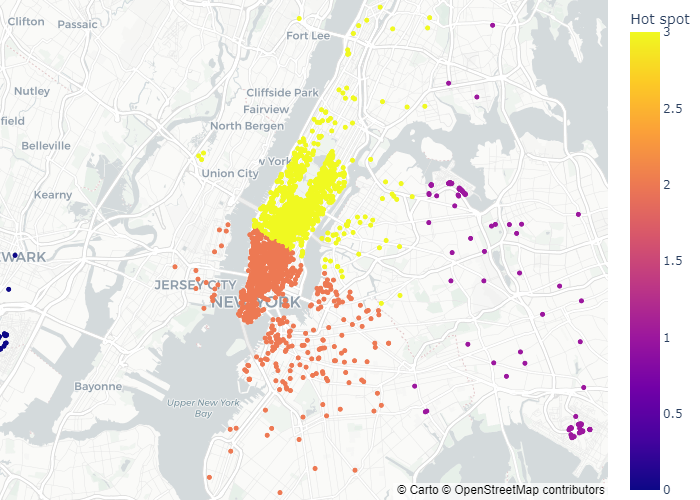 Hot spot
Clifton
Passaic
Fort Lee
3
2.5
2
1.5
1
0.5
0
Nutley
Cliffside Park
field
Fairview
North Bergen
Belleville
w York
Union City
Kearny
WARK
JERSEY CITY
NEW YORK
Bayonne
Upper New York
Bay
© Carto © OpenStreetMap contributors